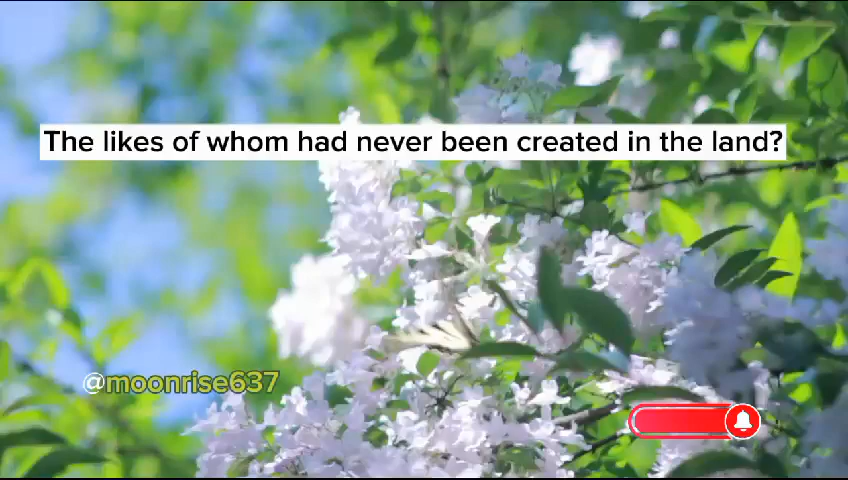 The likes of whom had never been created in the land?
@moonrise637